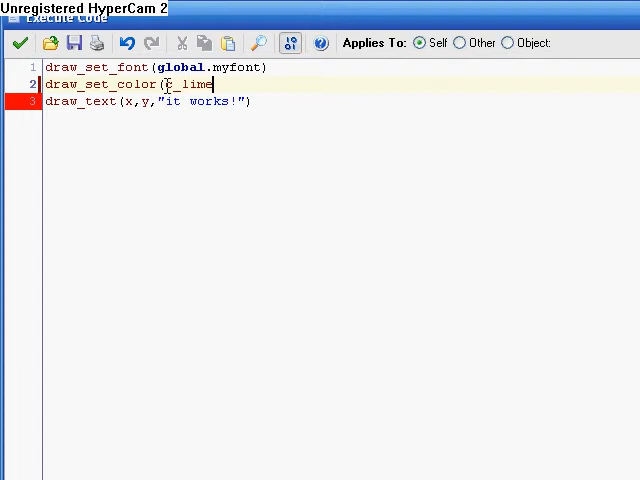 Unregistered HyperCam 2
Execute Code
Applies To: Self Other Object:
1 draw_set_font(global.myfont)
2 draw_set_color(c_lime
3 draw_text(x,y,"it works!")